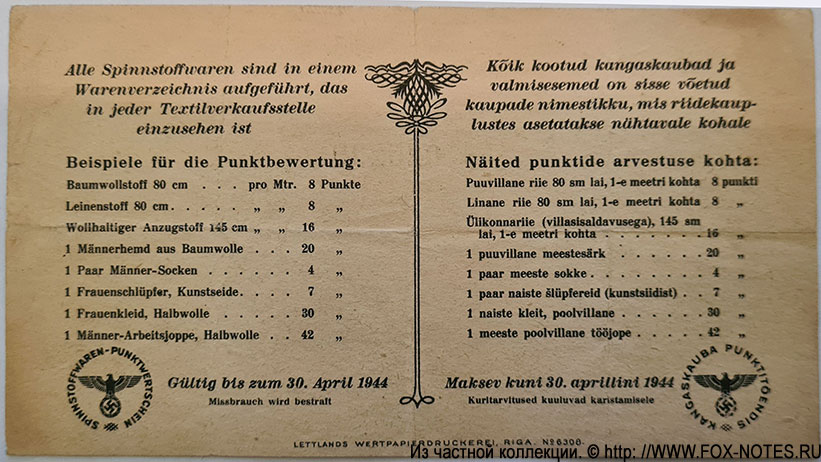 Alle Spinnstoffwaren sind in einem
Warenverzeichnis aufgeführt, das
in jeder Textilverkaufsstelle
einzusehen ist
Beispiele für die Punktbewertung:
Baumwollstoff 80 cm . . . pro Mtr. 8 Punkte
Leinenstoff 80 cm . . . . „ „ 8 „
Wollhaltiger Anzugstoff 145 cm „ „ 16 „
1 Männerhemd aus Baumwolle . . . . 20 „
1 Paar Männer-Socken . . . . . . 4 „
1 Frauenschlüpfer, Kunstseide . . . . 7 „
1 Frauenkleid, Halbwolle . . . . . 30 „
1 Männer-Arbeitsjoppe, Halbwolle . . 42 „
SPINNSTOFFWAREN-PUNKTWERTSCHEIN
Gültig bis zum 30. April 1944
Missbrauch wird bestraft
Kõik kootud kangaskaubad ja
valmisesemed on sisse võetud
kaupade nimestikku, mis riidekaup-
lustes asetatakse nähtavale kohale
Näited punktide arvestuse kohta:
Puuvillane riie 80 sm lai, 1-e meetri kohta 8 punkti
Linane riie 80 sm lai, 1-e meetri kohta 8 „
Ülikonnariie (villasisaldavusega), 145 sm
lai, 1-e meetri kohta . . . . . . . 16 „
1 puuvillane meestesärk . . . . . . 20 „
1 paar meeste sokke . . . . . . . 4 „
1 paar naiste šlüpfereid (kunstsiidist) . . 7 „
1 naiste kleit, poolvillane . . . . . 30 „
1 meeste poolvillane tööjope . . . . 42 „
Maksev kuni 30. aprillini 1944
Kuritarvitused kuuluvad karistamisele
KANGASKAUBA PUNKTITÕENDIS
LETTLANDS WERTPAPIERDRUCKEREI, RIGA. № 6308.
Из частной коллекции. © http: //WWW.FOX-NOTES.RU